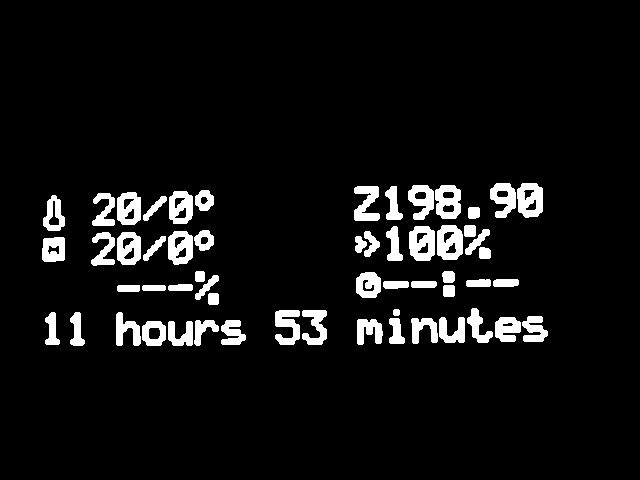 20/0° Z198.90
20/0° »100%
---% --:--
11 hours 53 minutes